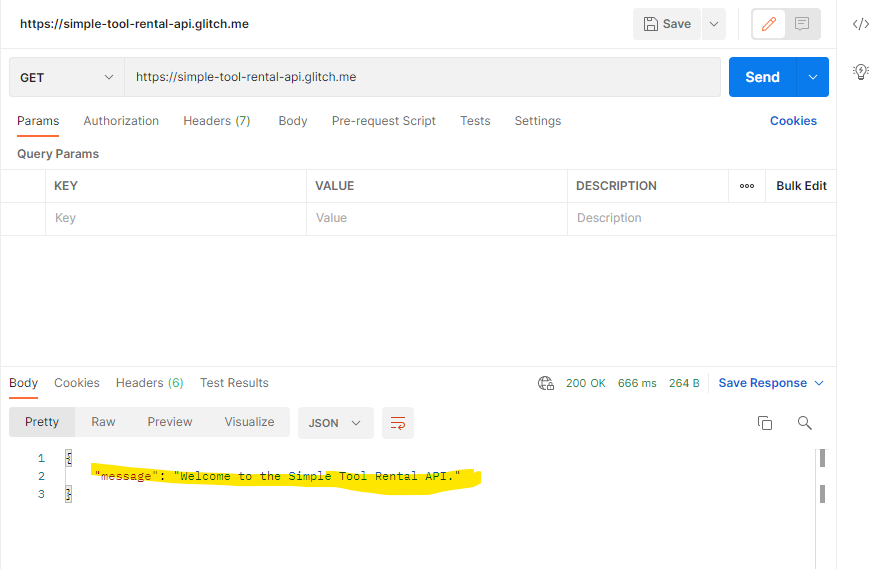 https://simple-tool-rental-api.glitch.me Save
GET https://simple-tool-rental-api.glitch.me Send
Params Authorization Headers (7) Body Pre-request Script Tests Settings Cookies
Query Params
KEY VALUE DESCRIPTION ooo Bulk Edit
Key Value Description
Body Cookies Headers (6) Test Results 200 OK 666 ms 264 B Save Response
Pretty Raw Preview Visualize JSON
1 {
2 "message": "Welcome to the Simple Tool Rental API."
3 }